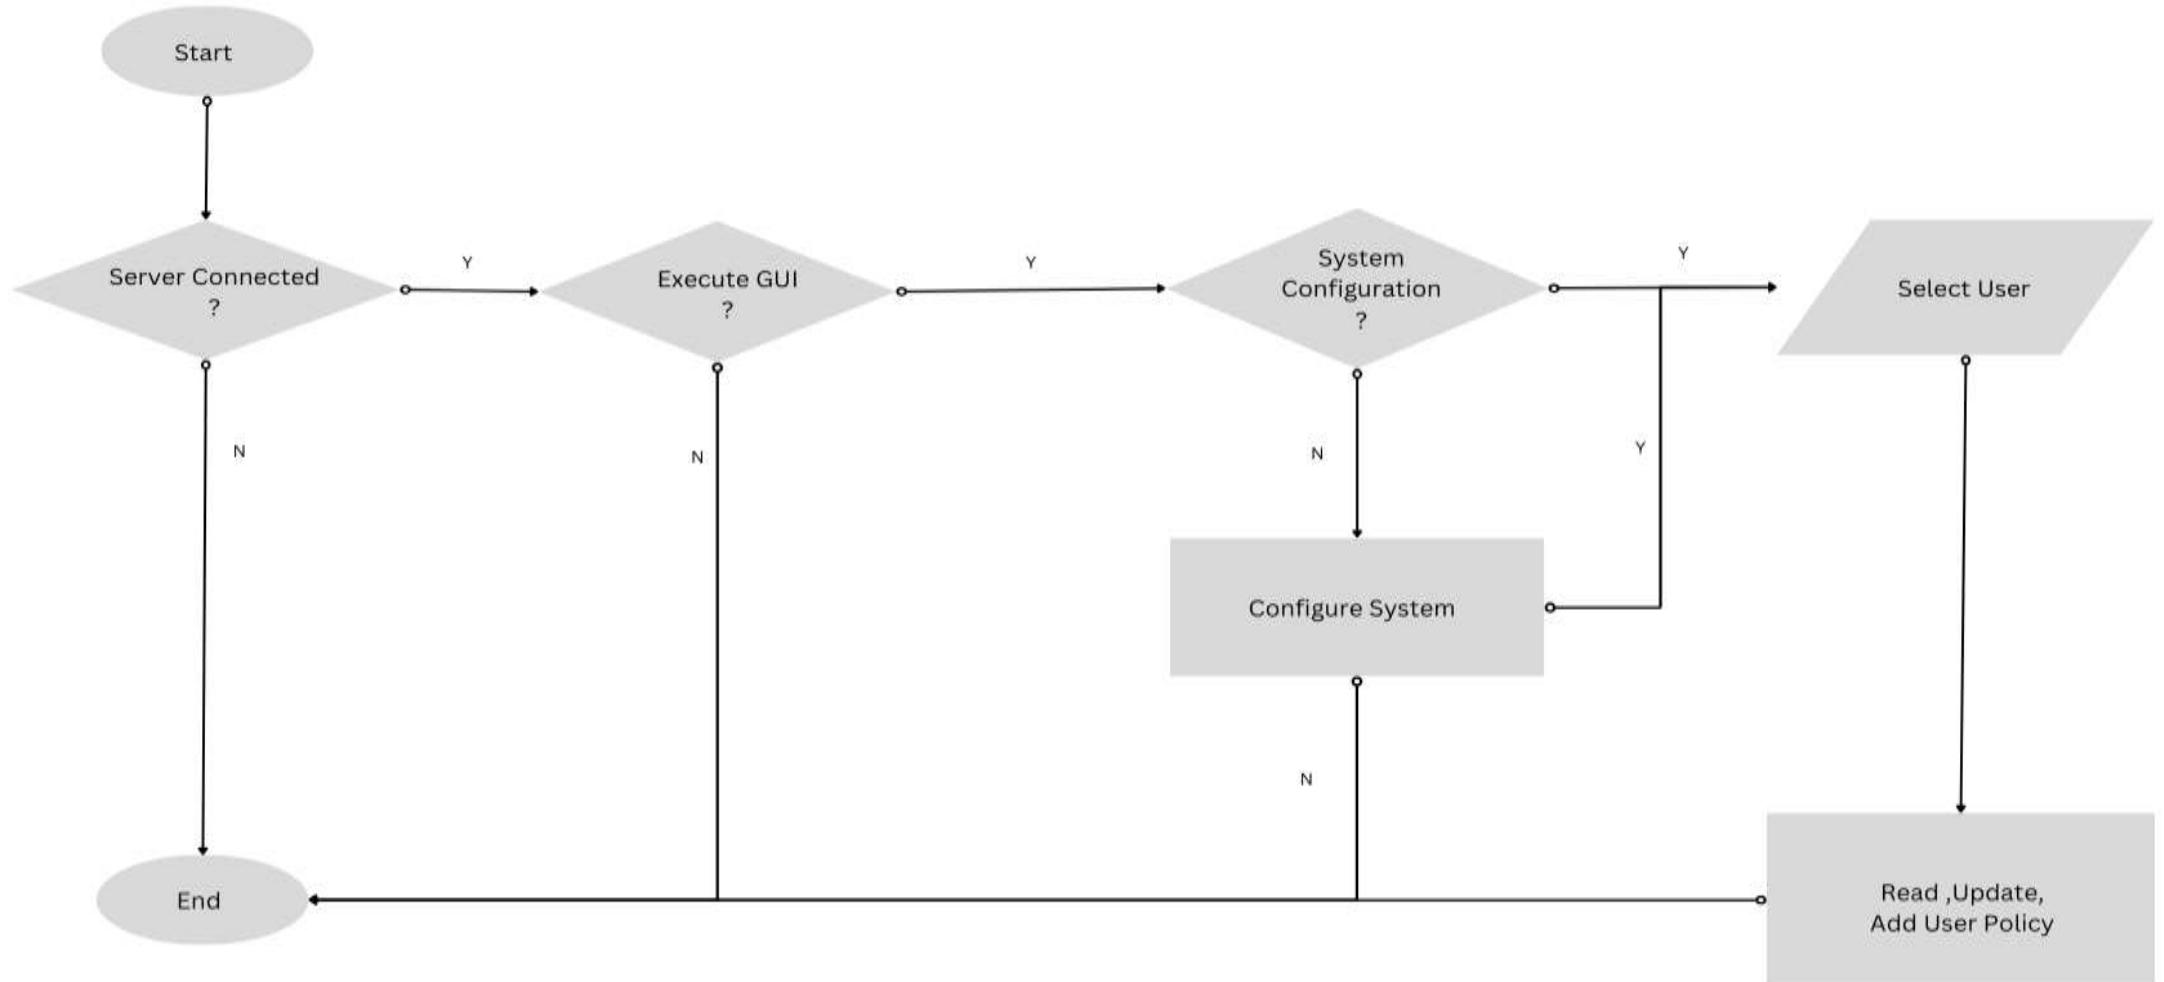 Start
Server Connected
?
Y
Execute GUI
?
Y
System
Configuration
?
Y
Select User
N
N
N
Y
Configure System
N
End
Read ,Update,
Add User Policy